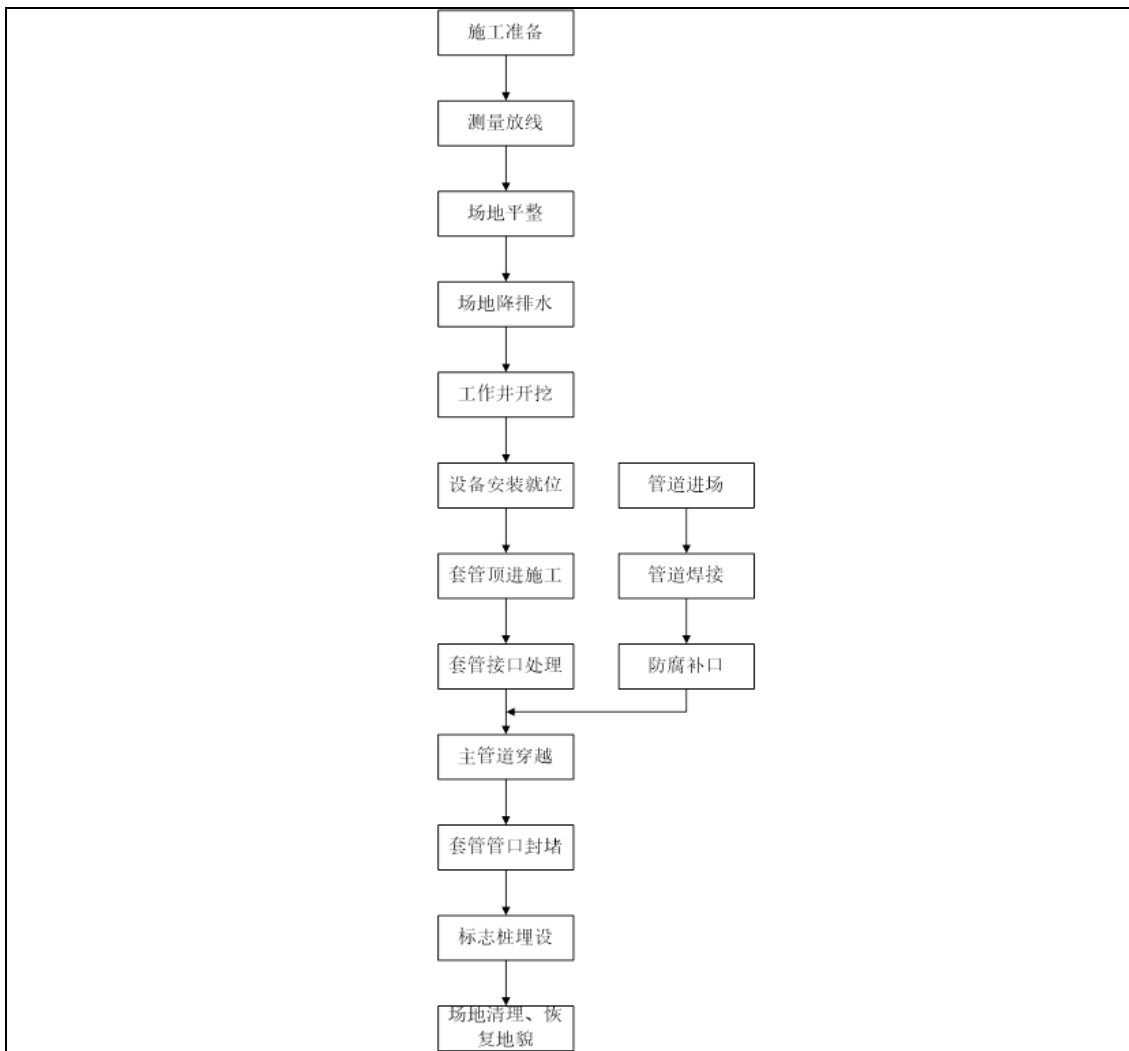 施工准备
测量放线
场地平整
场地降排水
工作井开挖
设备安装就位
管道进场
套管顶进施工
管道焊接
套管接口处理
防腐补口
主管道穿越
套管管口封堵
标志桩埋设
场地清理、恢
复地貌